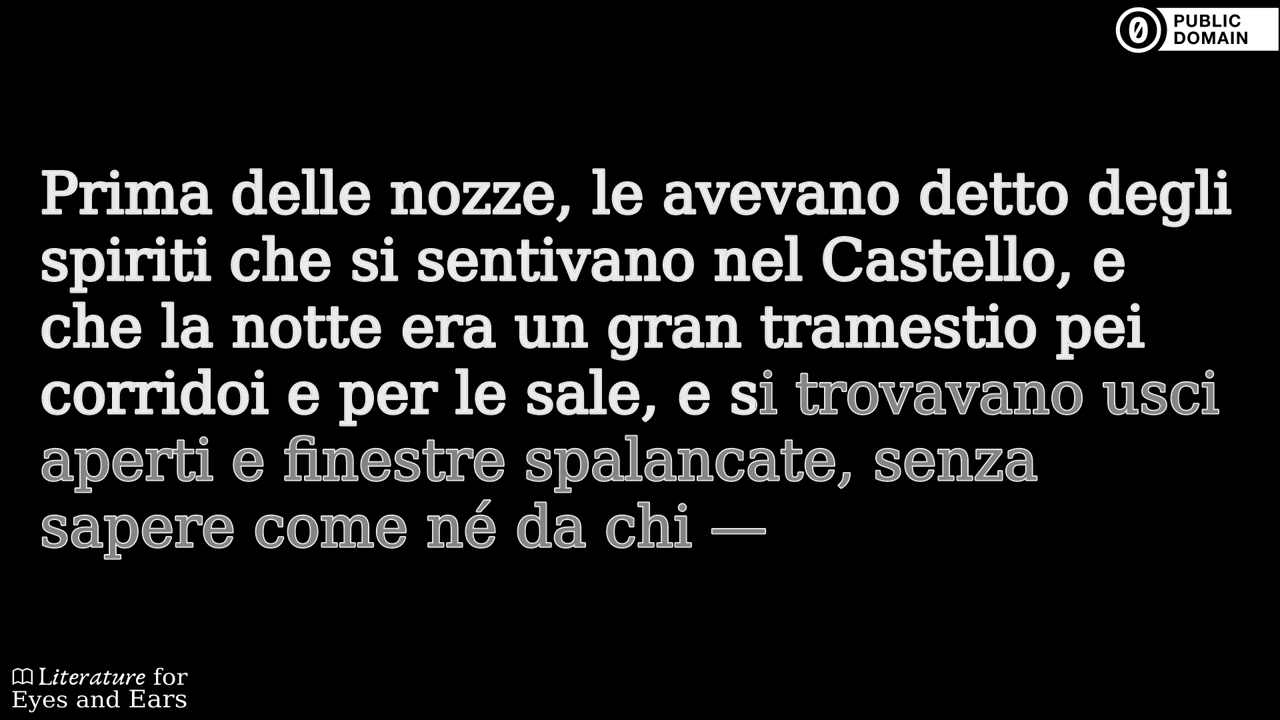 PUBLIC
DOMAIN
Prima delle nozze, le avevano detto degli
spiriti che si sentivano nel Castello, e
che la notte era un gran tramestio pei
corridoi e per le sale, e si trovavano usci
aperti e finestre spalancate, senza
sapere come né da chi —
Literature for
Eyes and Ears